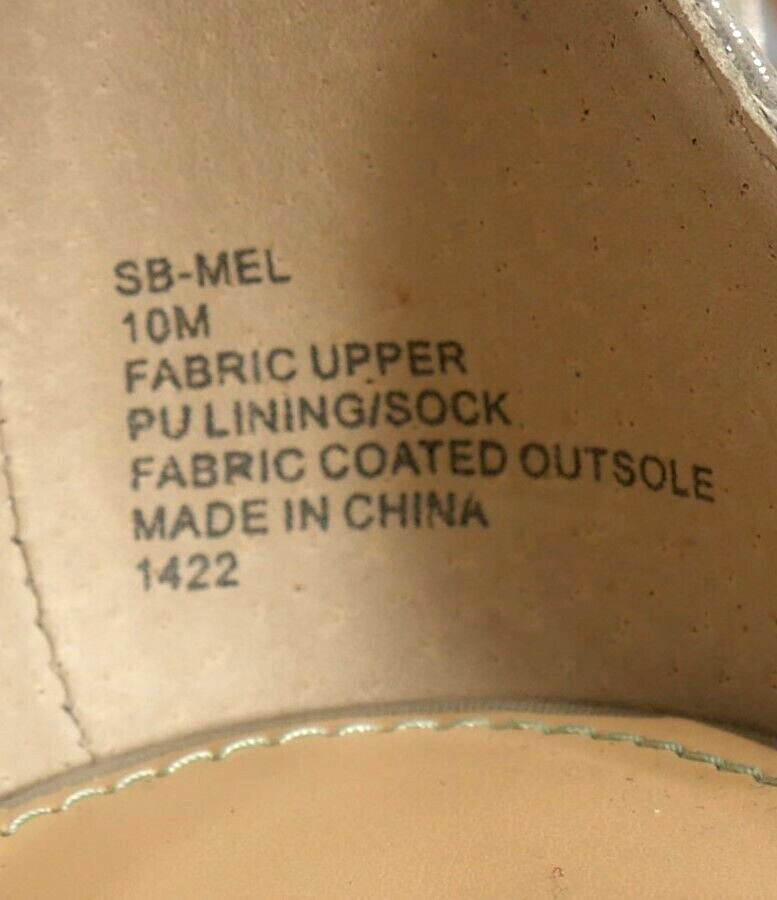 SB-MEL
10M
FABRIC UPPER
PU LINING/SOCK
FABRIC COATED OUTSOLE
MADE IN CHINA
1422